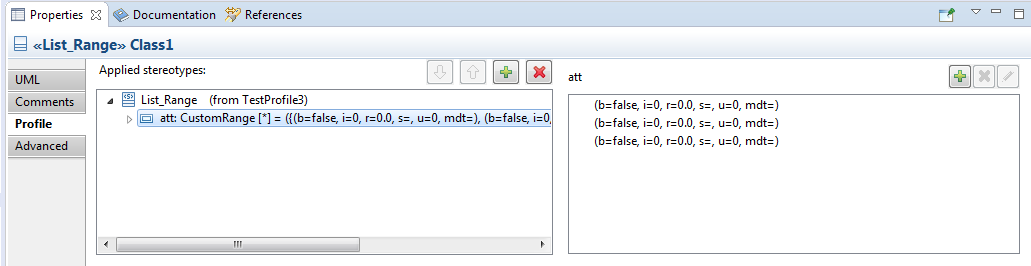 Properties Documentation References
«List_Range» Class1
UML
Comments
Profile
Advanced
Applied stereotypes:
List_Range (from TestProfile3)
att: CustomRange [*] = ({(b=false, i=0, r=0.0, s=, u=0, mdt=), (b=false, i=0,
att
(b=false, i=0, r=0.0, s=, u=0, mdt=)
(b=false, i=0, r=0.0, s=, u=0, mdt=)
(b=false, i=0, r=0.0, s=, u=0, mdt=)